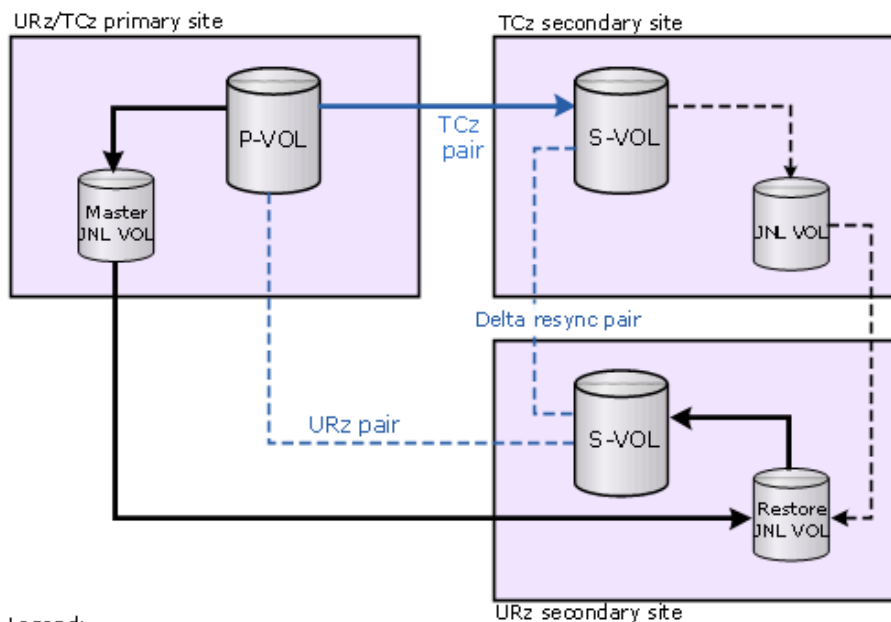 URz/TCz primary site
TCz secondary site
P-VOL
TCz
pair
S-VOL
Master
JNL VOL
JNL VOL
Delta resync pair
URz pair
S-VOL
Restore
JNL VOL
URz secondary site
Legend: